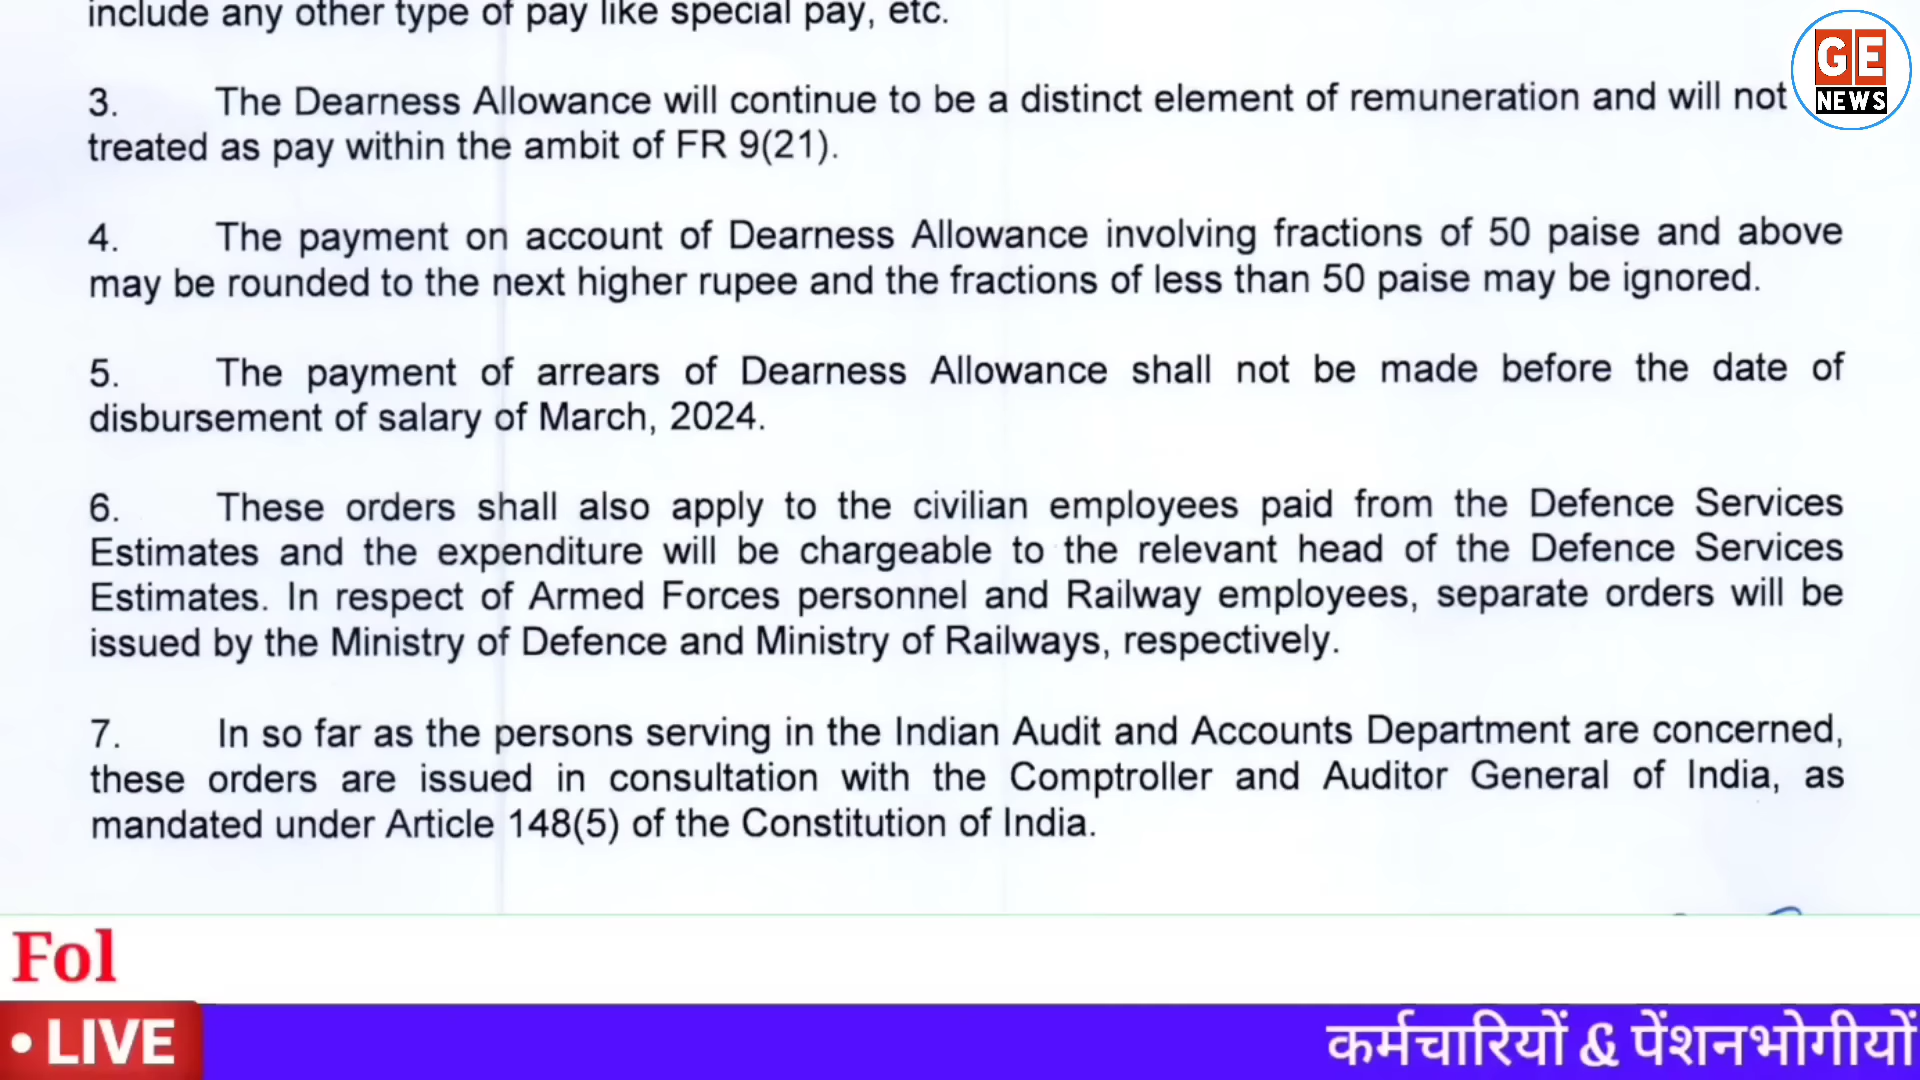 include any other type of pay like special pay, etc.
3. The Dearness Allowance will continue to be a distinct element of remuneration and will not
treated as pay within the ambit of FR 9(21).
4. The payment on account of Dearness Allowance involving fractions of 50 paise and above
may be rounded to the next higher rupee and the fractions of less than 50 paise may be ignored.
5. The payment of arrears of Dearness Allowance shall not be made before the date of
disbursement of salary of March, 2024.
6. These orders shall also apply to the civilian employees paid from the Defence Services
Estimates and the expenditure will be chargeable to the relevant head of the Defence Services
Estimates. In respect of Armed Forces personnel and Railway employees, separate orders will be
issued by the Ministry of Defence and Ministry of Railways, respectively.
7. In so far as the persons serving in the Indian Audit and Accounts Department are concerned,
these orders are issued in consultation with the Comptroller and Auditor General of India, as
mandated under Article 148(5) of the Constitution of India.
GE
NEWS
Fol
• LIVE
कर्मचारियों & पेंशनभोगीयों